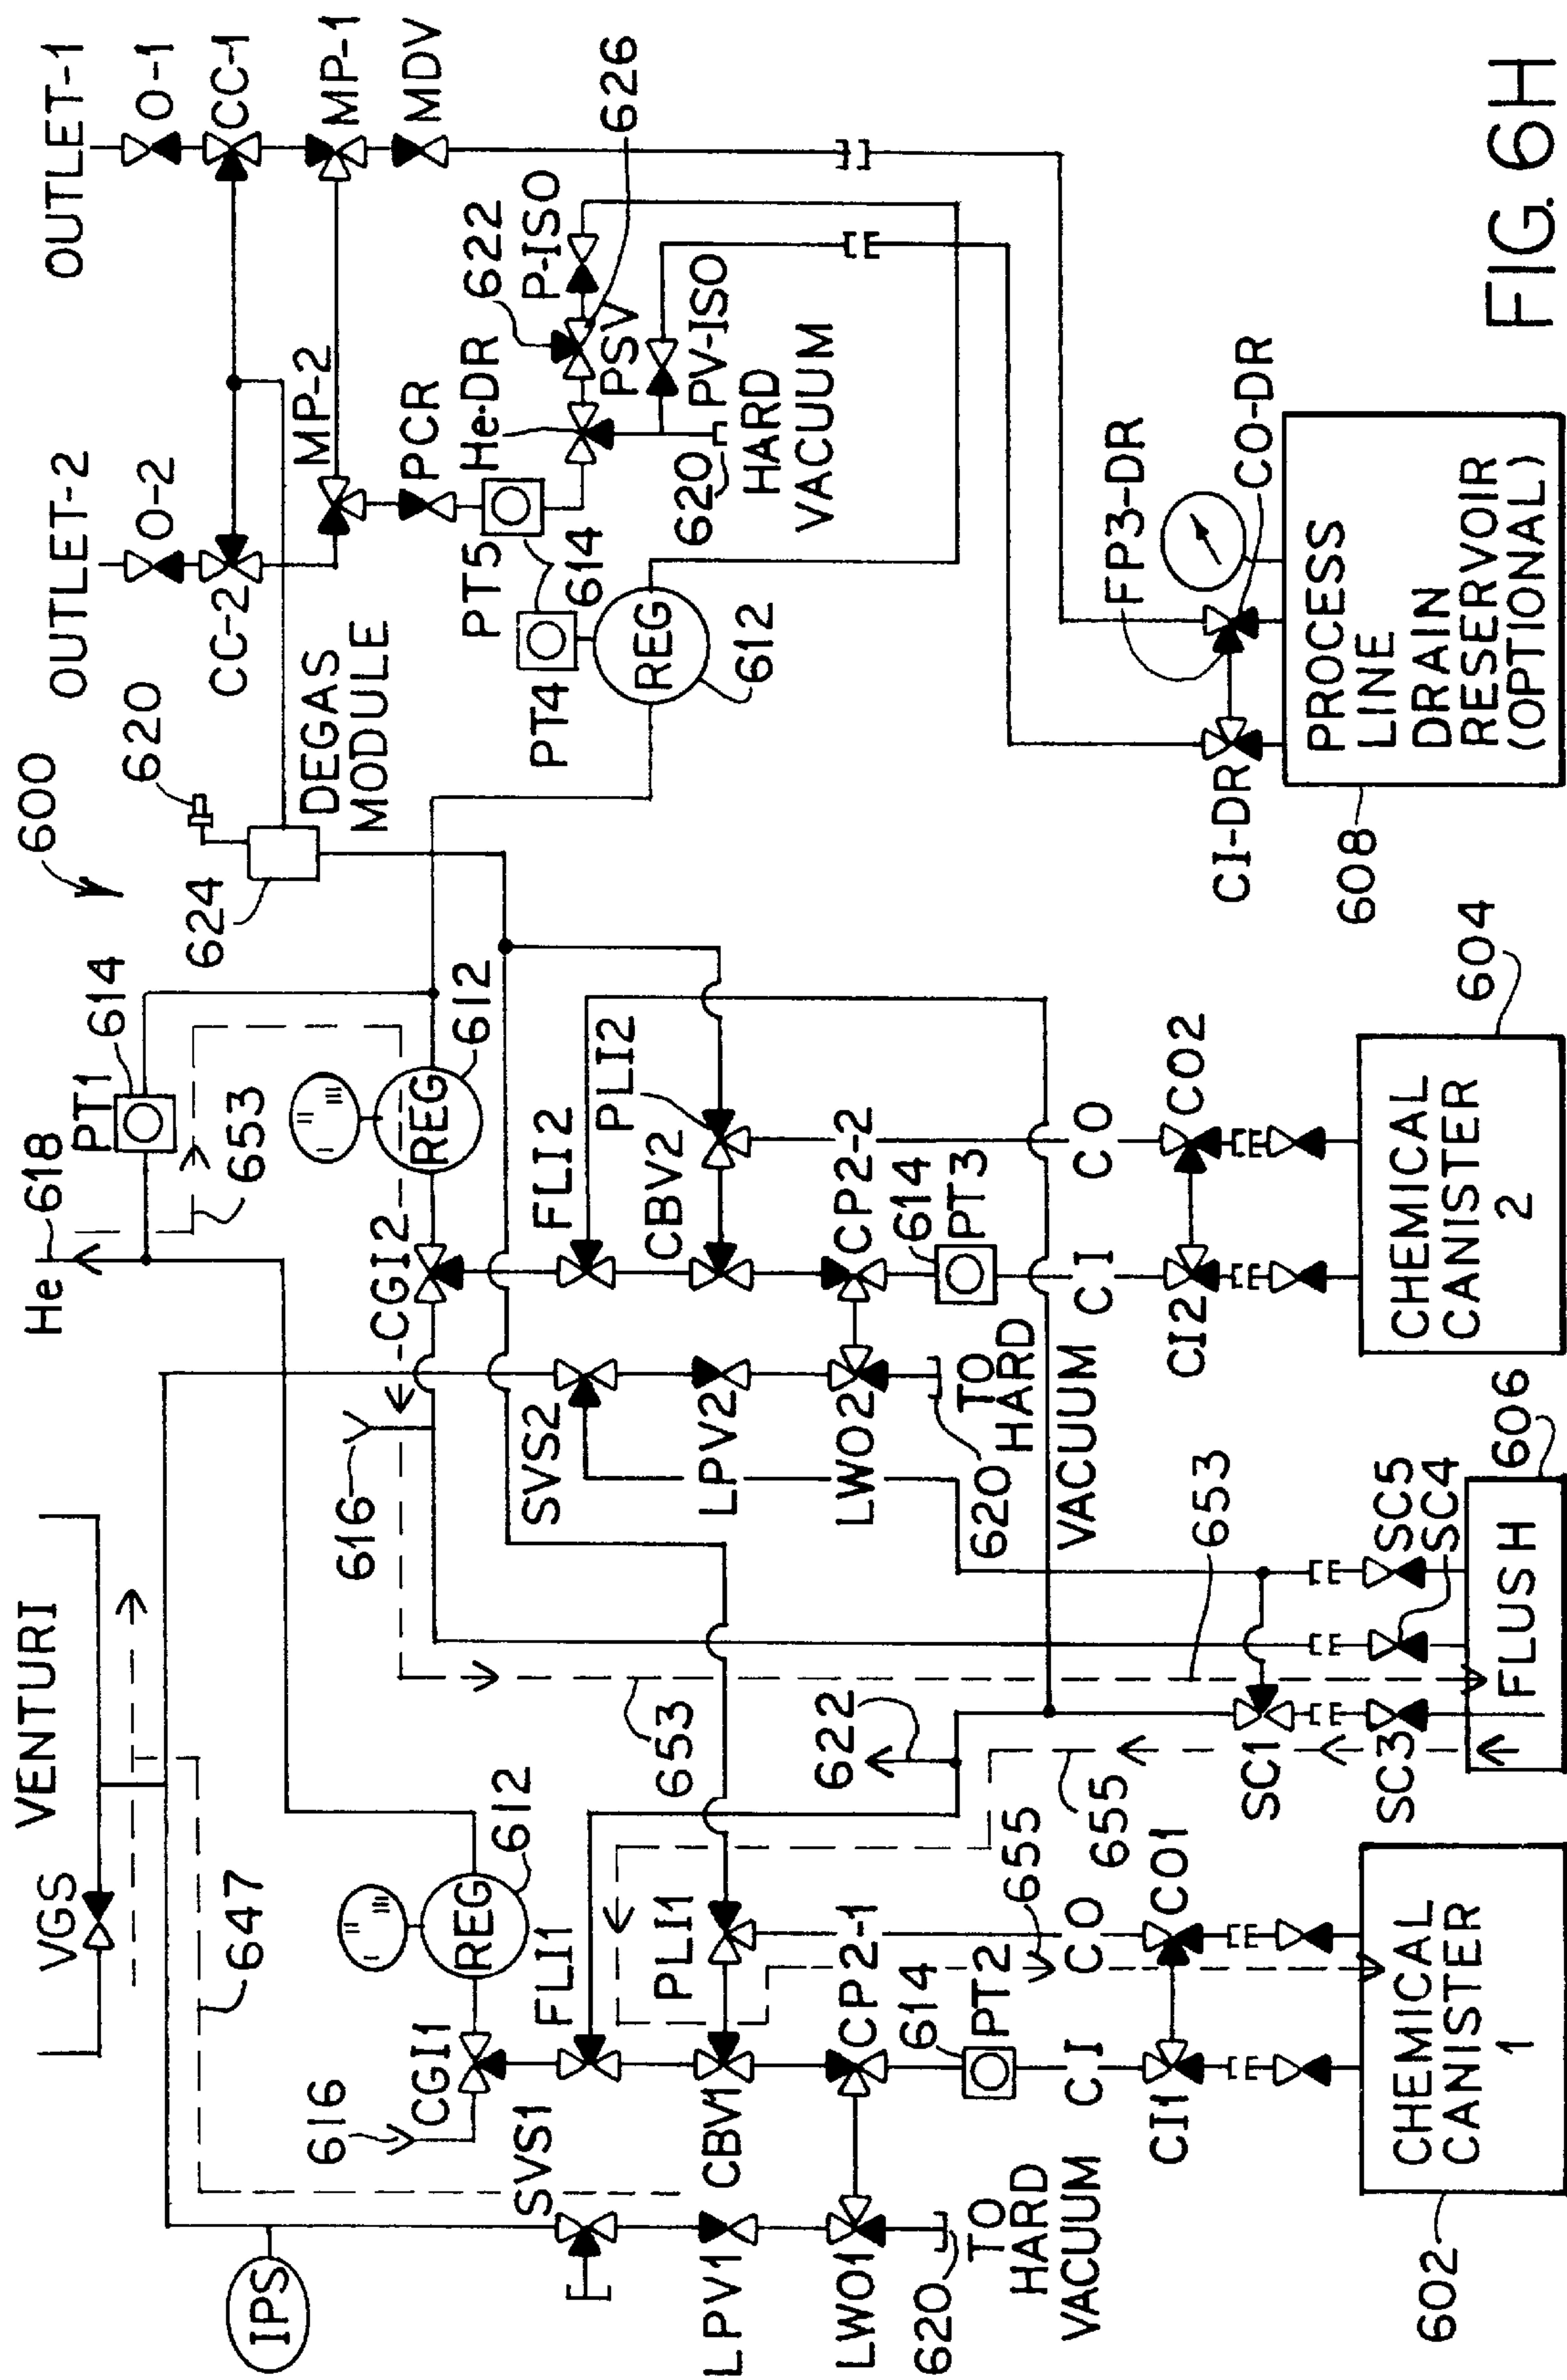 600
He
618
PT1
614
653
620
624
DEGAS
MODULE
OUTLET-2
O-2
CC-2
OUTLET-1
O-1
CC-1
MP-1
MDV
MP-2
PCR
PT5
614
PT4
REG
612
He-DR
622
P-ISO
626
PSV
PV-ISO
620
HARD
VACUUM
VENTURI
VGS
647
IPS
616
CGI1
REG
612
SVS1
FLI1
LPV1
CBV1
PLI1
LWO1
CP2-1
620
TO
HARD
VACUUM
614
PT2
CI
CO
655
CI1
CO1
655
CHEMICAL
CANISTER
1
602
616
CGI2
REG
612
653
622
SVS2
FLI2
LPV2
CBV2
PLI2
LWO2
CP2-2
620
TO
HARD
VACUUM
614
PT3
CI
CO
CI2
CO2
653
SC1
SC3
SC5
SC4
FLUSH
606
CHEMICAL
CANISTER
2
604
FP3-DR
CI-DR
CO-DR
608
PROCESS
LINE
DRAIN
RESERVOIR
(OPTIONAL)
FIG. 6H